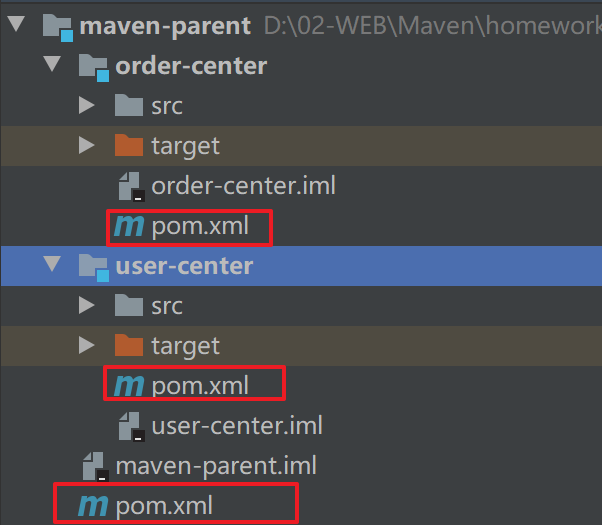 maven-parent D:\02-WEB\Maven\homework
order-center
src
target
order-center.iml
m pom.xml
user-center
src
target
m pom.xml
user-center.iml
maven-parent.iml
m pom.xml